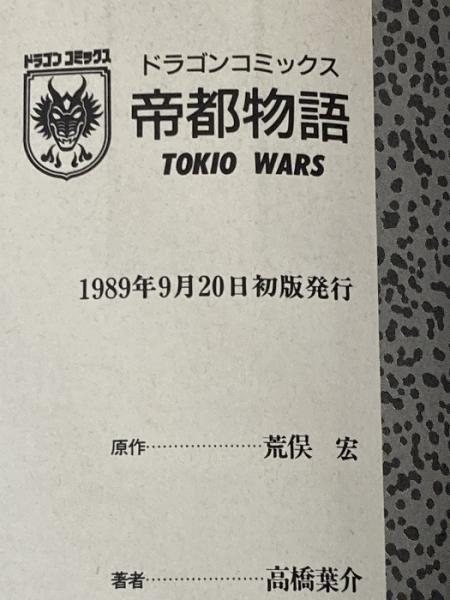 ドラゴンコミックス
ドラゴンコミックス
帝都物語
TOKIO WARS
1989年9月20日初版発行
原作…………………荒俣 宏
著者…………………高橋葉介